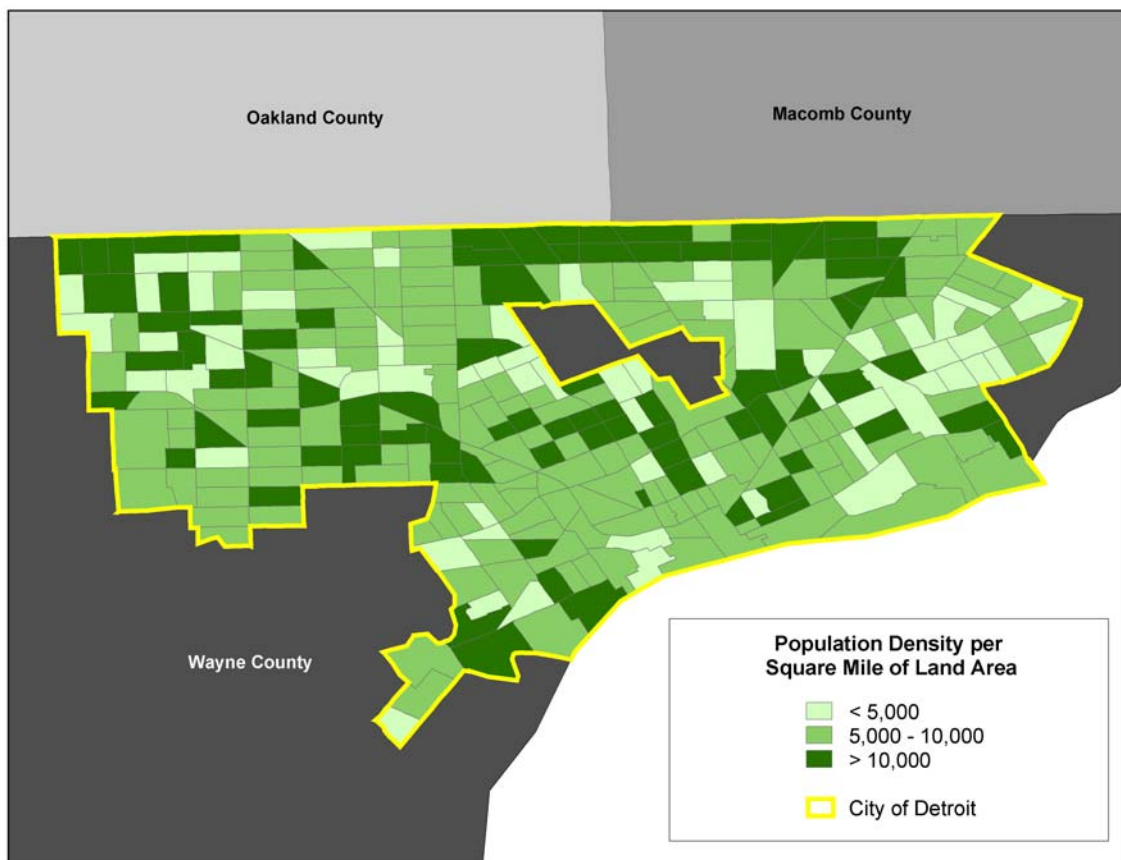 Oakland County
Macomb County
Wayne County
Population Density per
Square Mile of Land Area
< 5,000
5,000 - 10,000
> 10,000
City of Detroit